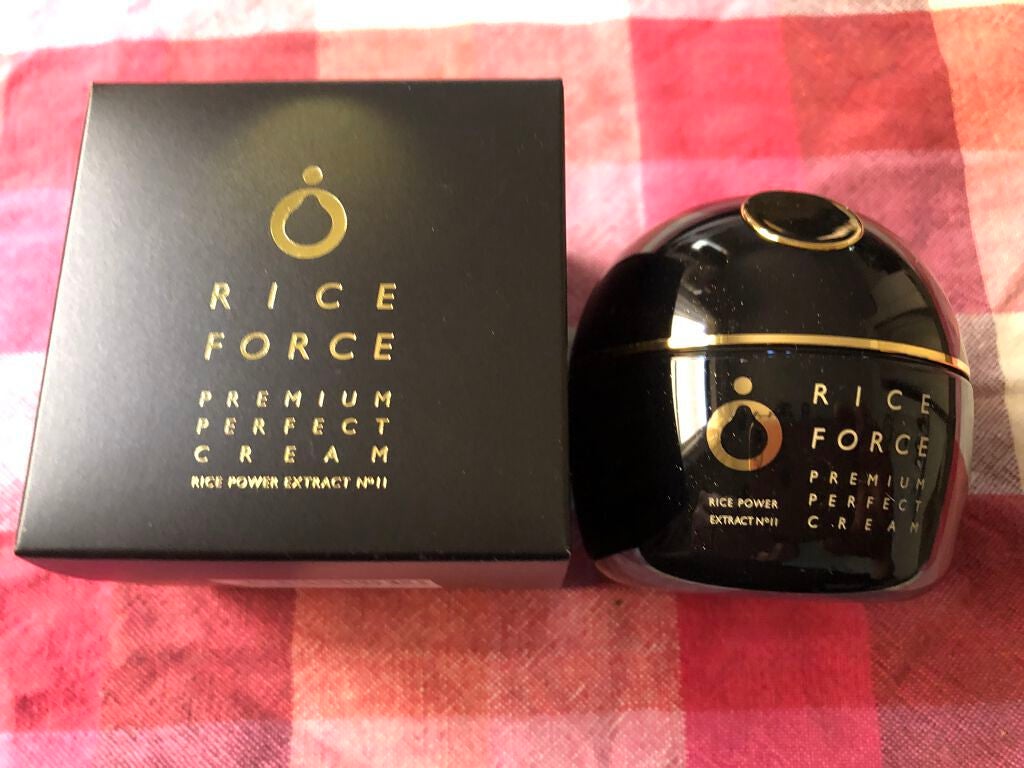 RICE
FORCE
PREMIUM
PERFECT
CREAM
RICE POWER EXTRACT Nº11
RICE
FORCE
PREMIUM
PERFECT
CREAM
RICE POWER
EXTRACT Nº11